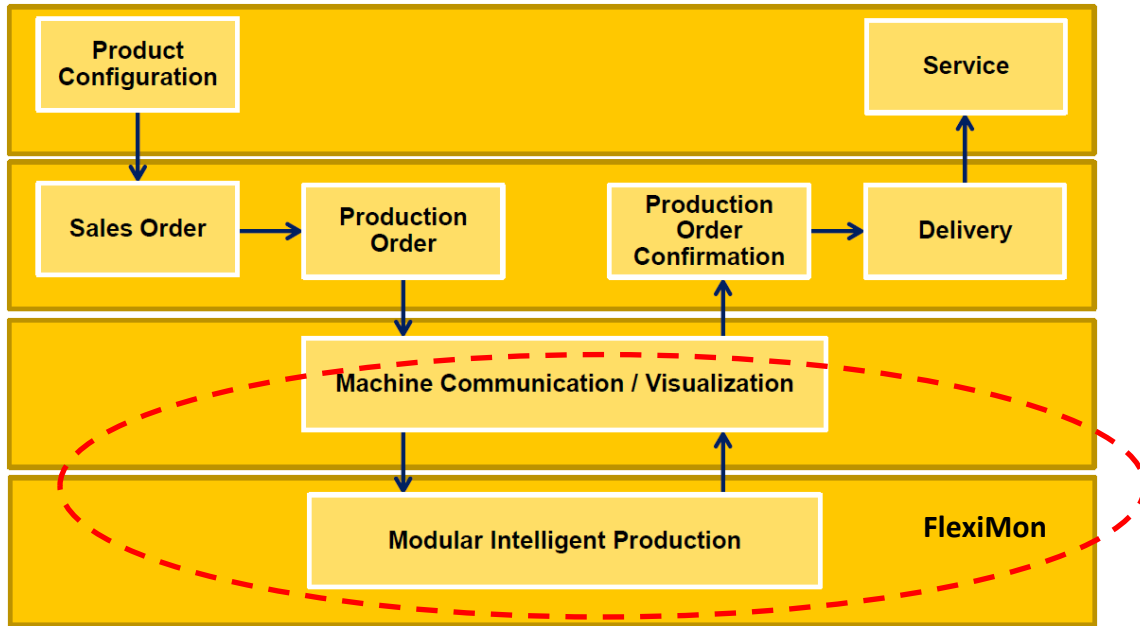 Product
Configuration
Service
Sales Order
Production
Order
Production
Order
Confirmation
Delivery
Machine Communication / Visualization
Modular Intelligent Production
FlexiMon